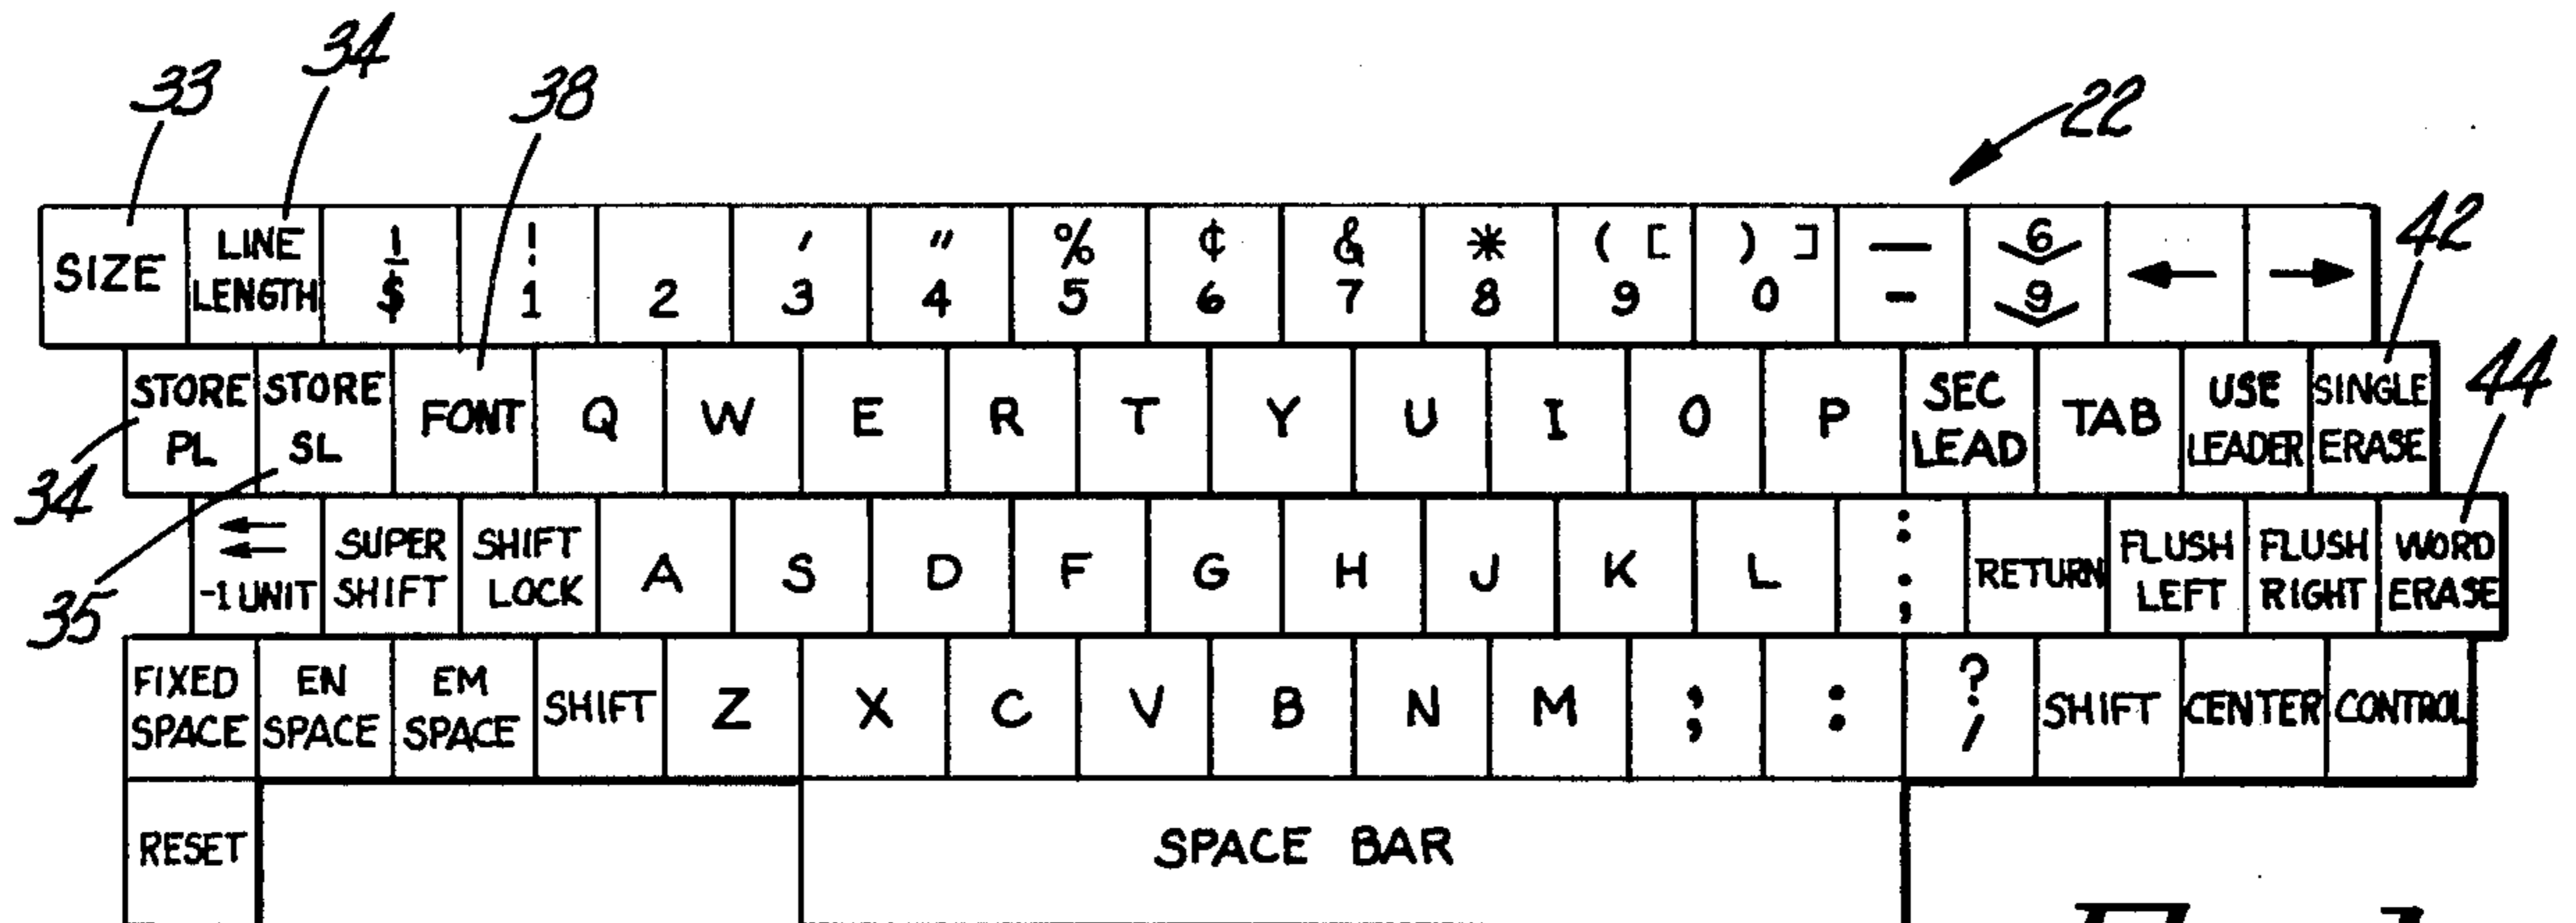 33 34 38 22
42
SIZE LINE LENGTH 1 $ ! 1 2 ′ 3 ″ 4 % 5 ¢ 6 & 7 * 8 ( [ 9 ) ] 0 — - 6 9 ← →
44
STORE PL STORE SL FONT Q W E R T Y U I O P SEC LEAD TAB USE LEADER SINGLE ERASE
34
← ← -1 UNIT SUPER SHIFT SHIFT LOCK A S D F G H J K L : ; RETURN FLUSH LEFT FLUSH RIGHT WORD ERASE
35
FIXED SPACE EN SPACE EM SPACE SHIFT Z X C V B N M ; : ? / SHIFT CENTER CONTROL
RESET SPACE BAR